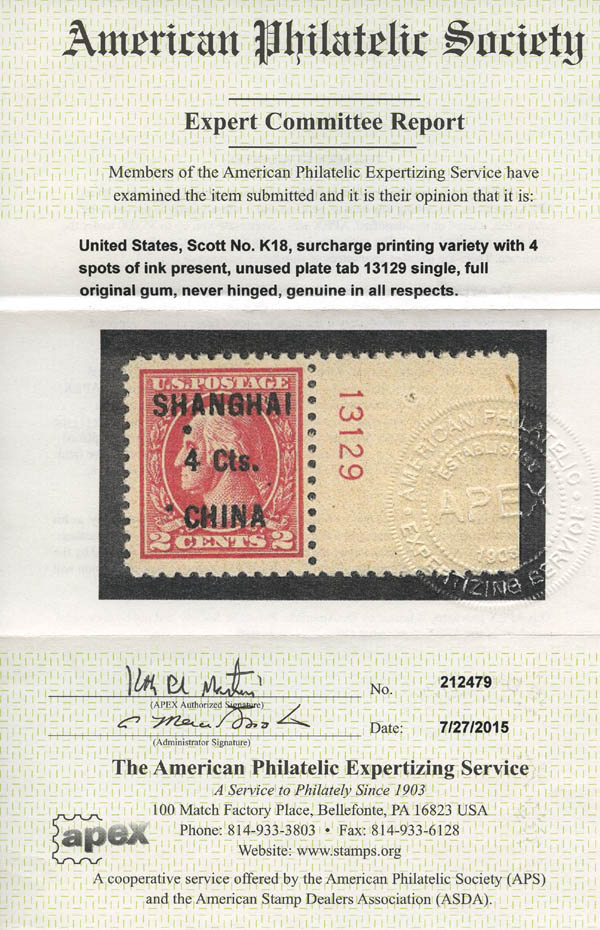 American Philatelic Society
Expert Committee Report
Members of the American Philatelic Expertizing Service have
examined the item submitted and it is their opinion that it is:
United States, Scott No. K18, surcharge printing variety with 4
spots of ink present, unused plate tab 13129 single, full
original gum, never hinged, genuine in all respects.
U.S. POSTAGE
SHANGHAI
4 Cts.
CHINA
2 CENTS 2
13129
AMERICAN PHILATELIC
ESTABLISHED
APEX
1903
EXPERTIZING SERVICE
(APEX Authorized Signature)
No. 212479
(Administrator Signature)
Date: 7/27/2015
The American Philatelic Expertizing Service
A Service to Philately Since 1903
100 Match Factory Place, Bellefonte, PA 16823 USA
Phone: 814-933-3803 • Fax: 814-933-6128
Website: www.stamps.org
apex
A cooperative service offered by the American Philatelic Society (APS)
and the American Stamp Dealers Association (ASDA).